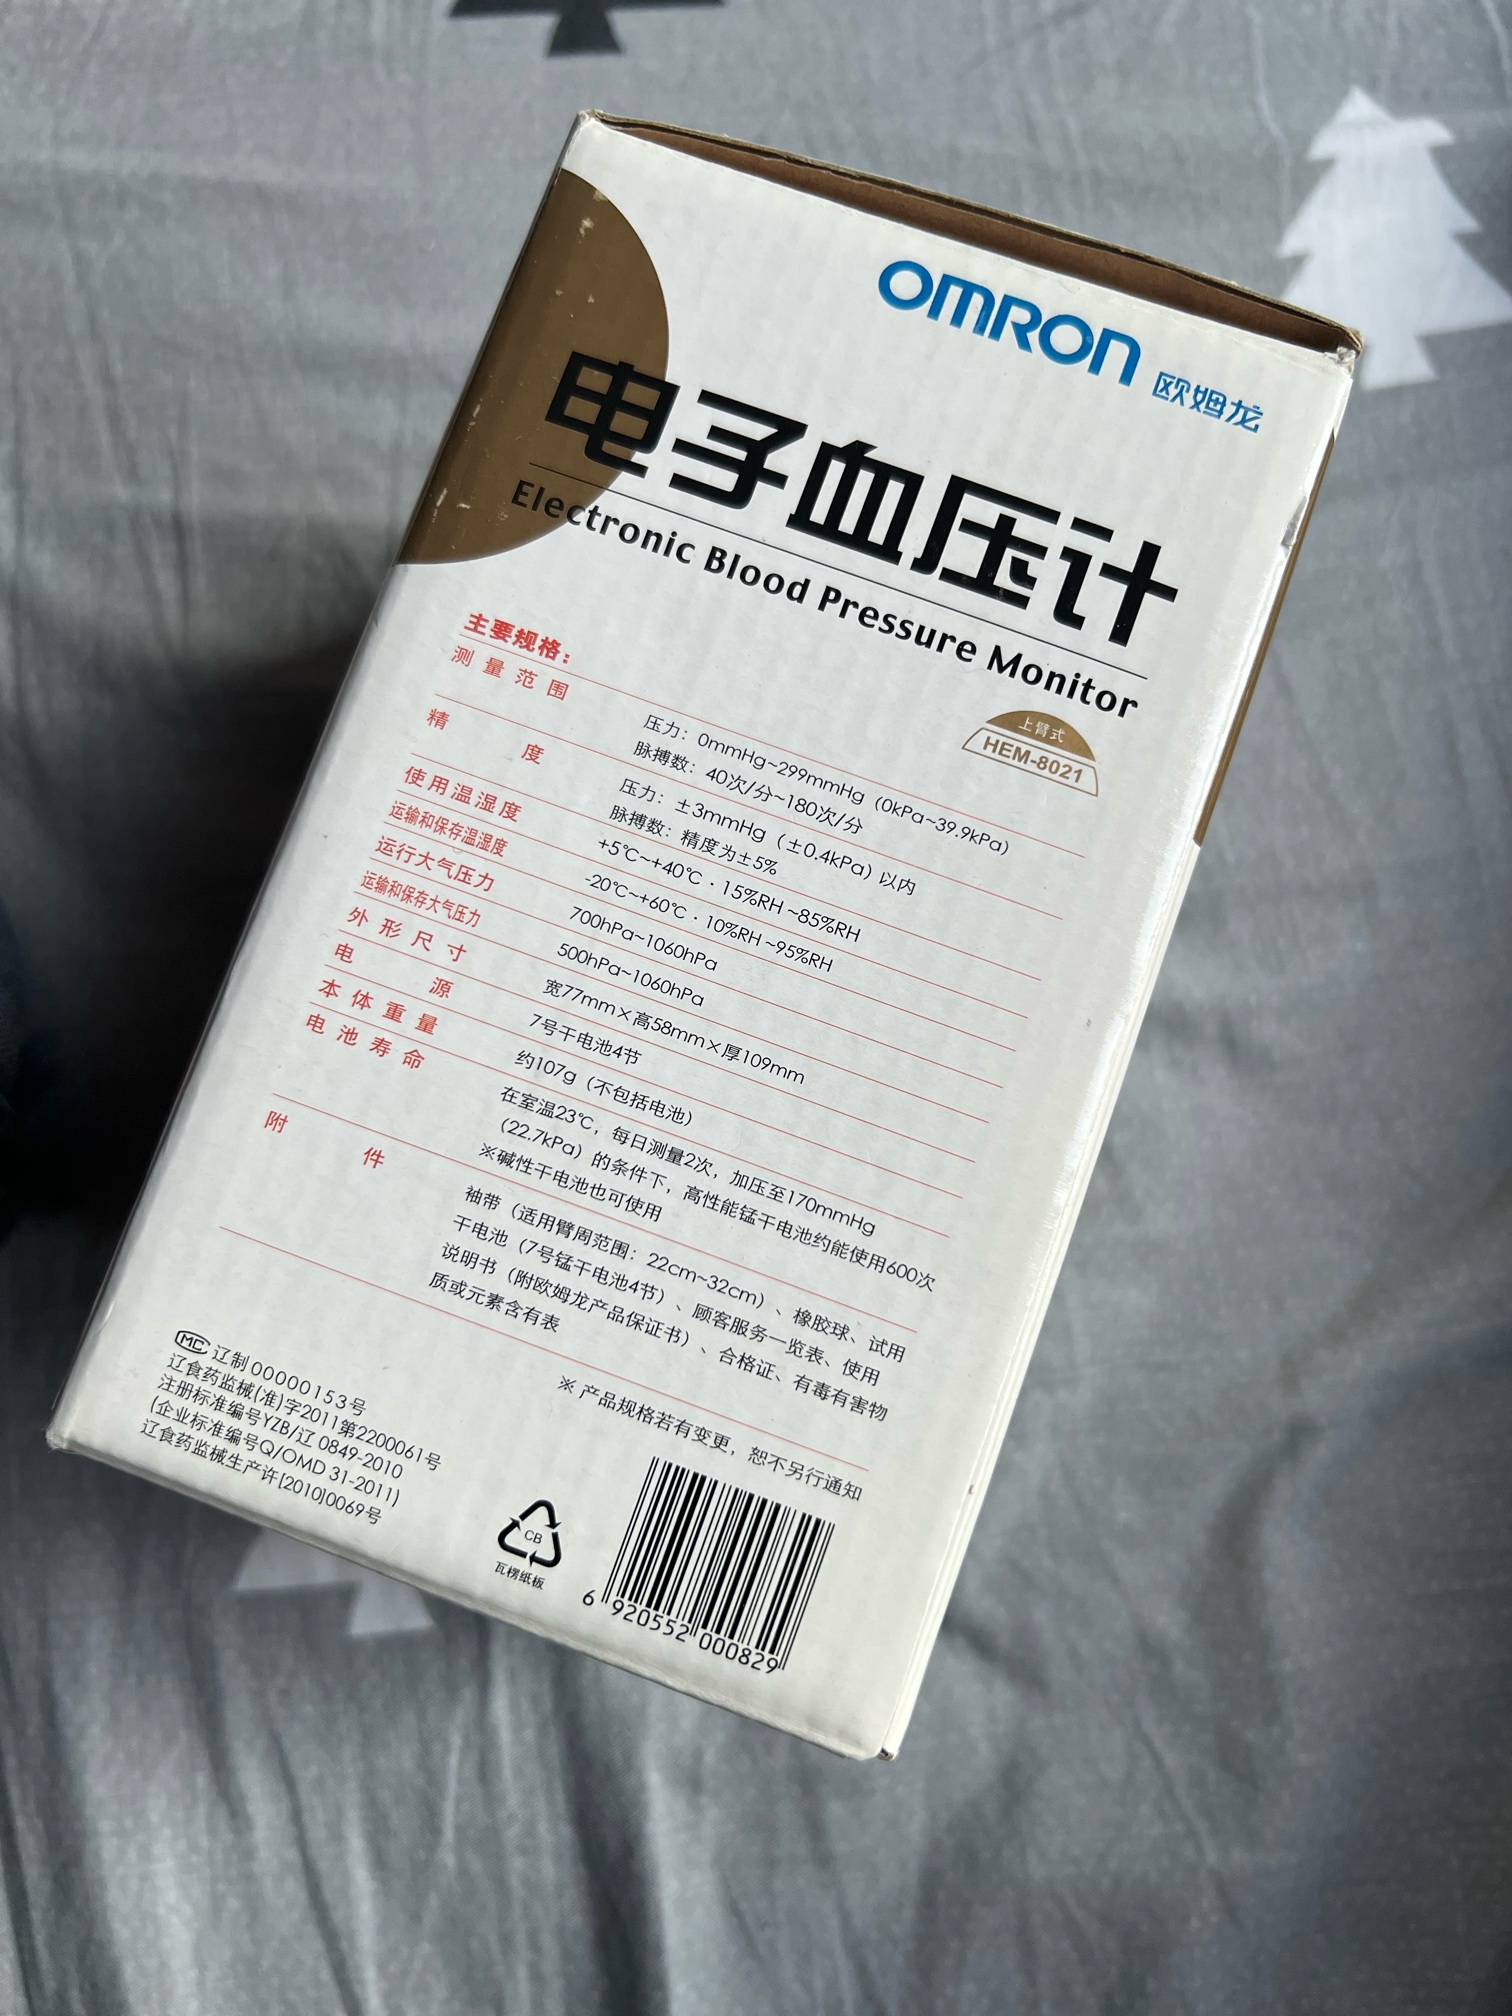 OMRON 欧姆龙
电子血压计
Electronic Blood Pressure Monitor
上臂式
HEM-8021
主要规格：
测量范围 压力：0mmHg~299mmHg（0kPa~39.9kPa）
脉搏数：40次/分~180次/分
精度 压力：±3mmHg（±0.4kPa）以内
脉搏数：精度为±5%
使用温湿度 +5℃~+40℃·15%RH~85%RH
运输和保存温湿度 -20℃~+60℃·10%RH~95%RH
运行大气压力 700hPa~1060hPa
运输和保存大气压力 500hPa~1060hPa
外形尺寸 宽77mm×高58mm×厚109mm
电源 7号干电池4节
本体重量 约107g（不包括电池）
电池寿命 在室温23℃，每日测量2次，加压至170mmHg
（22.7kPa）的条件下，高性能锰干电池约能使用600次
※碱性干电池也可使用
附件 袖带（适用臂周范围：22cm~32cm）、橡胶球、试用
干电池（7号锰干电池4节）、顾客服务一览表、使用
说明书（附欧姆龙产品保证书）、合格证、有毒有害物
质或元素含有表
※ 产品规格若有变更，恕不另行通知
MC 辽制00000153号
辽食药监械(准)字2011第2200061号
注册标准编号YZB/辽 0849-2010
(企业标准编号Q/OMD 31-2011)
辽食药监械生产许[2010]0069号
CB
瓦楞纸板
6 920552 000829